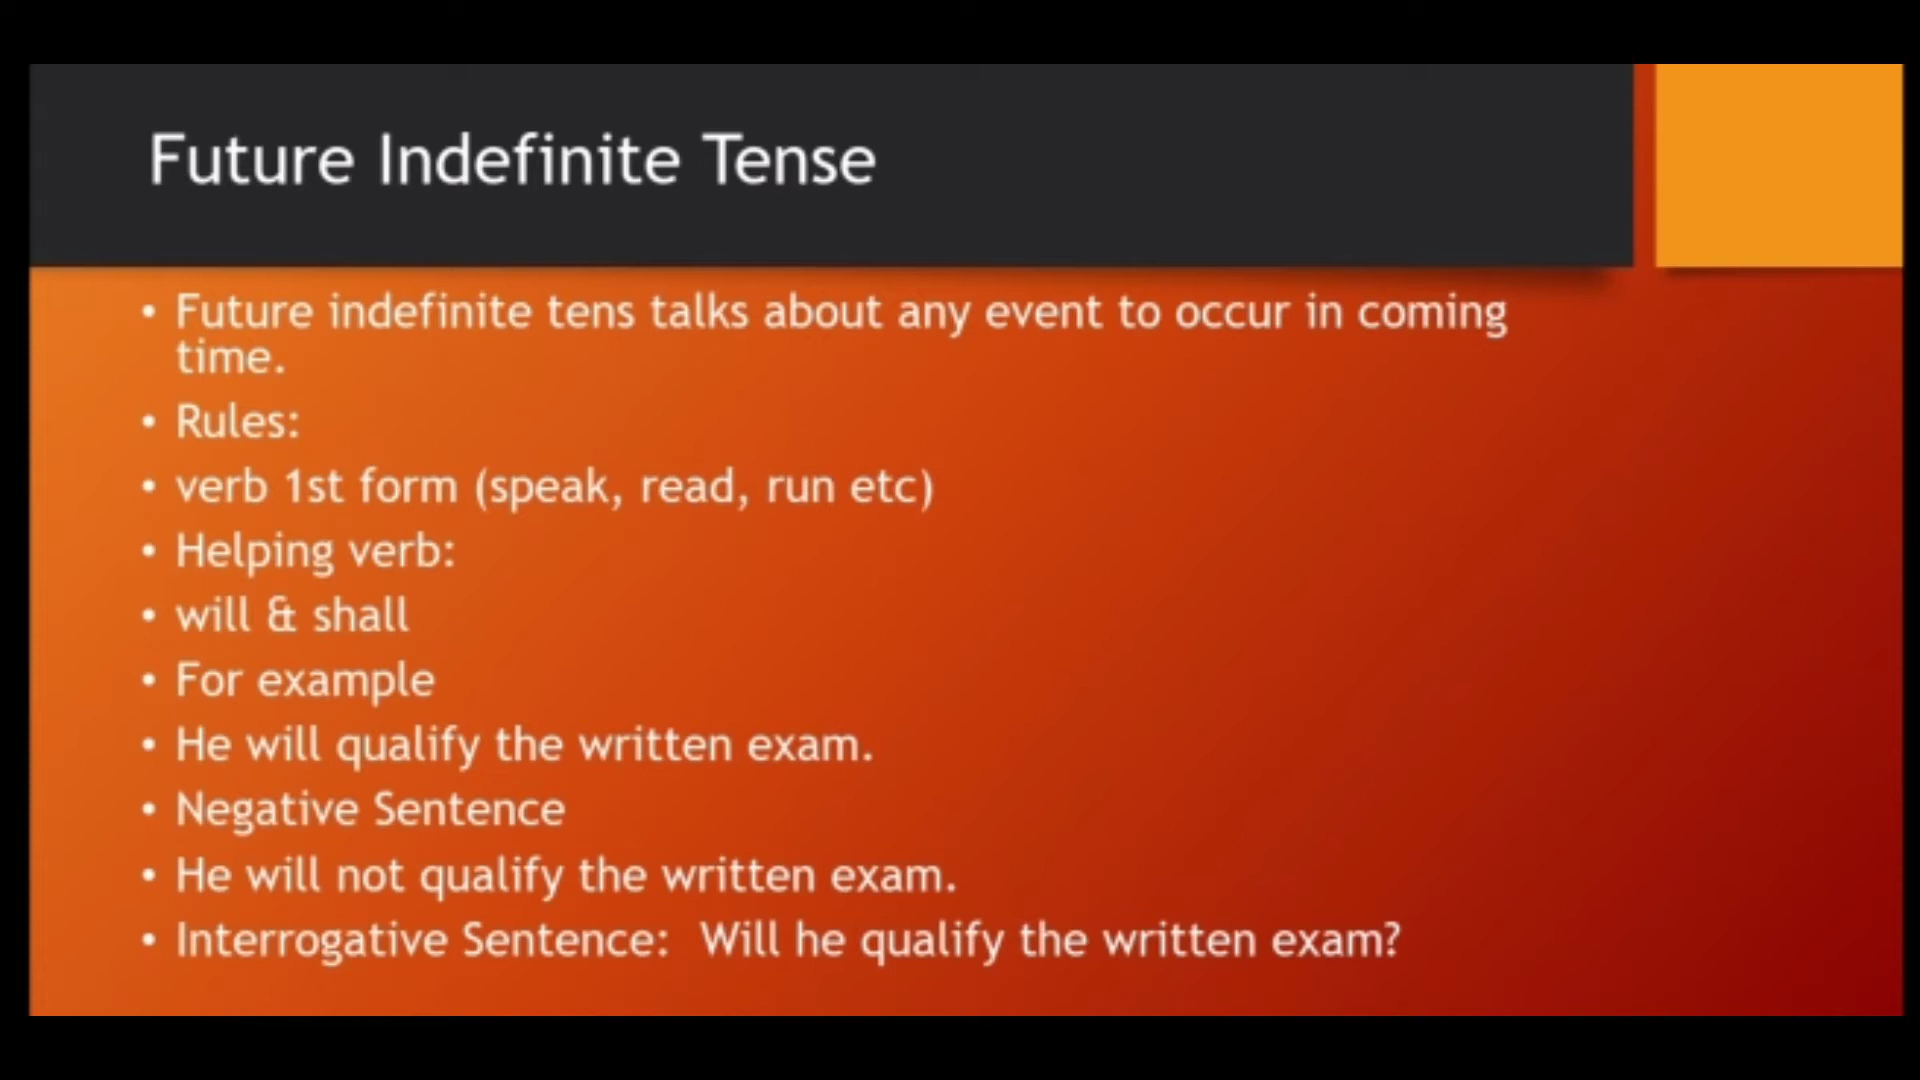 Future Indefinite Tense
• Future indefinite tens talks about any event to occur in coming
time.
• Rules:
• verb 1st form (speak, read, run etc)
• Helping verb:
• will & shall
• For example
• He will qualify the written exam.
• Negative Sentence
• He will not qualify the written exam.
• Interrogative Sentence:  Will he qualify the written exam?